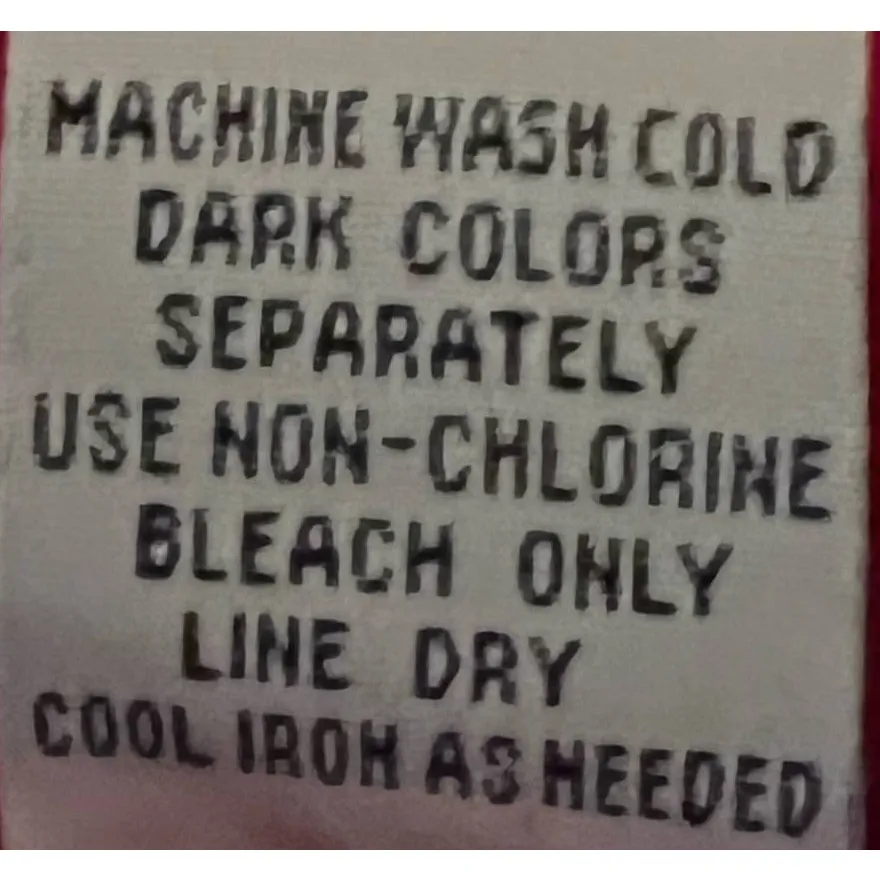 MACHINE WASH COLD
DARK COLORS
SEPARATELY
USE NON-CHLORINE
BLEACH ONLY
LINE DRY
COOL IRON AS NEEDED